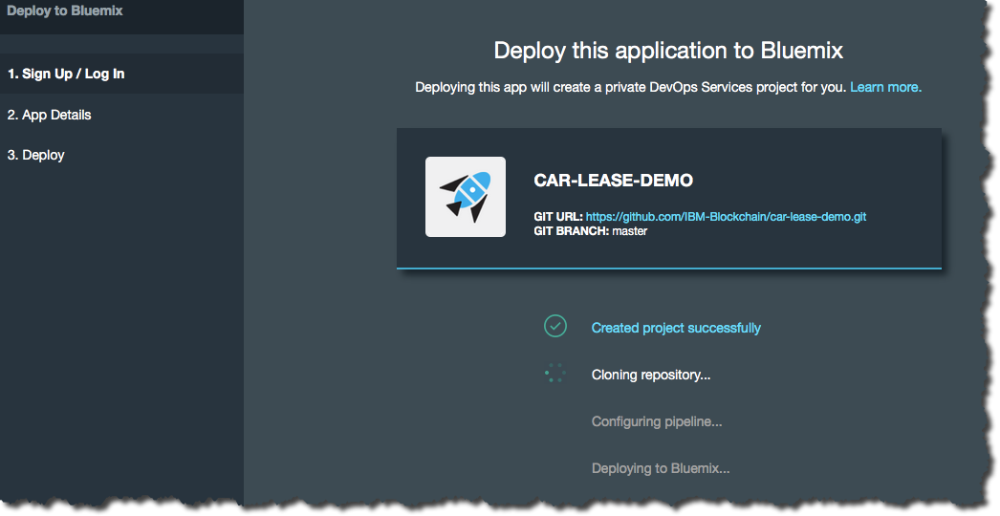 Deploy to Bluemix
1. Sign Up / Log In
2. App Details
3. Deploy
Deploy this application to Bluemix
Deploying this app will create a private DevOps Services project for you. Learn more.
CAR-LEASE-DEMO
GIT URL: https://github.com/IBM-Blockchain/car-lease-demo.git
GIT BRANCH: master
Created project successfully
Cloning repository...
Configuring pipeline...
Deploying to Bluemix...